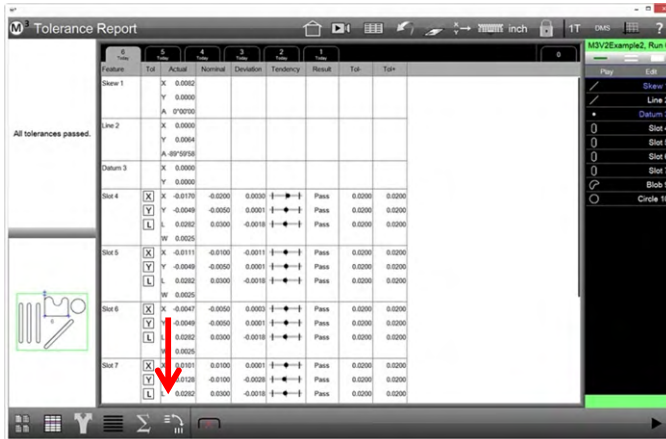 M3 Tolerance Report
inch
1T
DMS
?
M3V2Example2, Run
6 Today
5 Today
4 Today
3 Today
2 Today
1 Today
0
Play Edit
Feature Tol Actual Nominal Deviation Tendency Result Tol- Tol+
All tolerances passed.
Skew 1 X 0.0082
Y 0.0000
A 0°00'00
Line 2 X 0.0000
Y 0.0064
A -89°59'58
Datum 3 X 0.0000
Y 0.0000
Slot 4 X X -0.0170 -0.0200 0.0030 Pass 0.0200 0.0200
Y Y -0.0049 -0.0050 0.0001 Pass 0.0200 0.0200
L L 0.0282 0.0300 -0.0018 Pass 0.0200 0.0200
W 0.0025
Slot 5 X X -0.0111 -0.0100 -0.0011 Pass 0.0200 0.0200
Y Y -0.0049 -0.0050 0.0001 Pass 0.0200 0.0200
L L 0.0282 0.0300 -0.0018 Pass 0.0200 0.0200
W 0.0025
Slot 6 X X -0.0047 -0.0050 0.0003 Pass 0.0200 0.0200
Y Y -0.0049 -0.0050 0.0001 Pass 0.0200 0.0200
L 0.0282 0.0300 -0.0018 Pass 0.0200 0.0200
W 0.0025
Slot 7 X X 0.0101 0.0100 0.0001 Pass 0.0200 0.0200
Y 0.0128 -0.0100 -0.0028 Pass 0.0200 0.0200
L L 0.0282 0.0300 -0.0018 Pass 0.0200 0.0200
Skew
Line
Datum
Slot
Slot
Slot
Slot
Blob
Circle